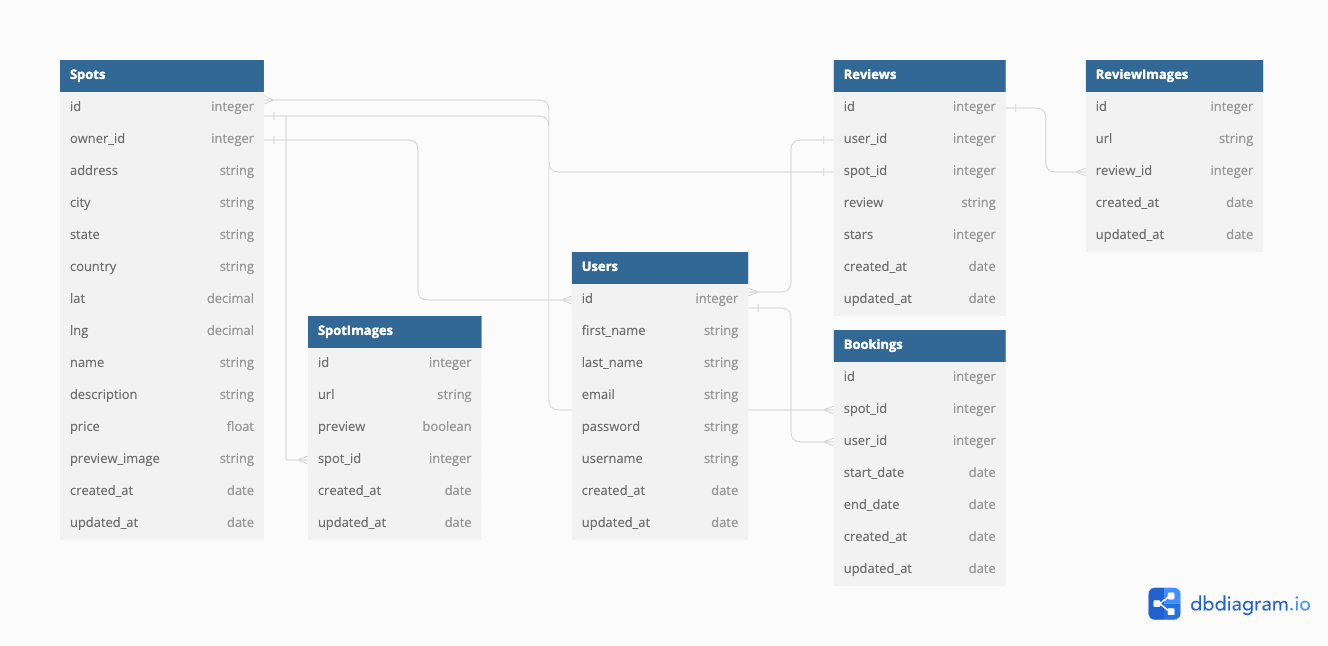 Spots
id integer
owner_id integer
address string
city string
state string
country string
lat decimal
lng decimal
name string
description string
price float
preview_image string
created_at date
updated_at date
SpotImages
id integer
url string
preview boolean
spot_id integer
created_at date
updated_at date
Users
id integer
first_name string
last_name string
email string
password string
username string
created_at date
updated_at date
Reviews
id integer
user_id integer
spot_id integer
review string
stars integer
created_at date
updated_at date
Bookings
id integer
spot_id integer
user_id integer
start_date date
end_date date
created_at date
updated_at date
ReviewImages
id integer
url string
review_id integer
created_at date
updated_at date
dbdiagram.io